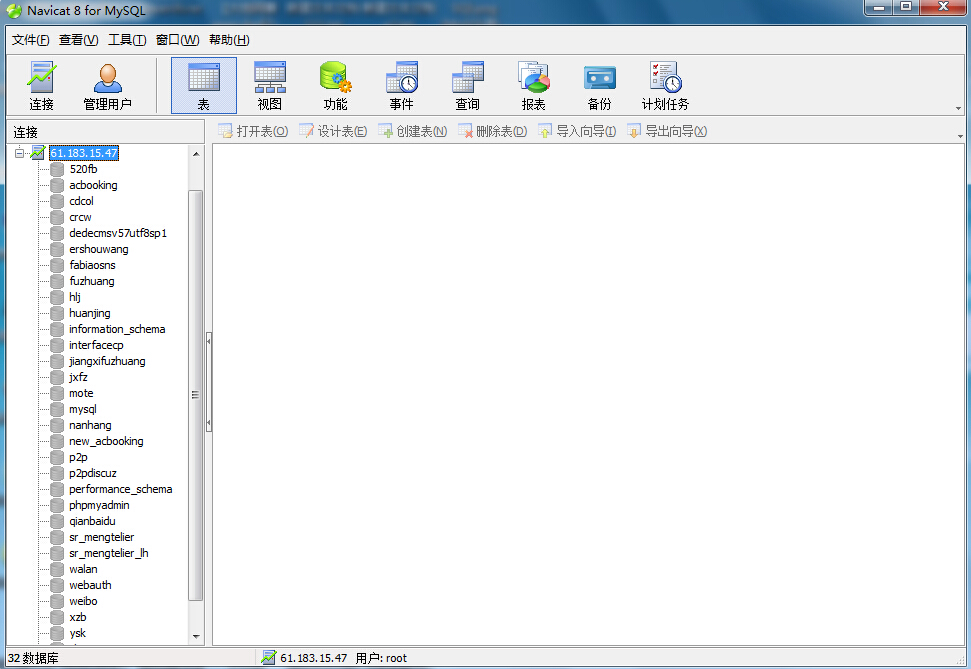 Navicat 8 for MySQL
文件(F) 查看(V) 工具(T) 窗口(W) 帮助(H)
连接 管理用户 表 视图 功能 事件 查询 报表 备份 计划任务
连接
打开表(O) 设计表(E) 创建表(N) 删除表(D) 导入向导(I) 导出向导(X)
61.183.15.47
520fb
acbooking
cdcol
crcw
dedecmsv57utf8sp1
ershouwang
fabiaosns
fuzhuang
hlj
huanjing
information_schema
interfacecp
jiangxifuzhuang
jxfz
mote
mysql
nanhang
new_acbooking
p2p
p2pdiscuz
performance_schema
phpmyadmin
qianbaidu
sr_mengtelier
sr_mengtelier_lh
walan
webauth
weibo
xzb
ysk
32 数据库 61.183.15.47 用户: root